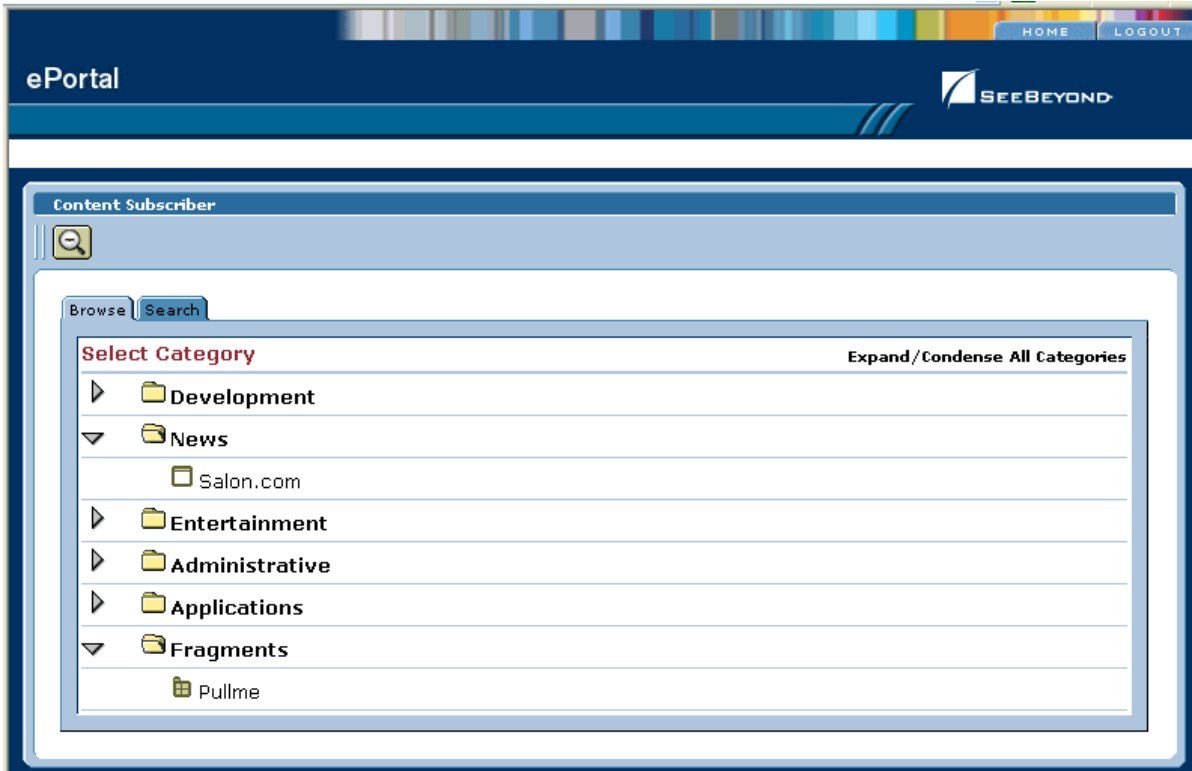 HOME LOGOUT
ePortal
SEEBEYOND
Content Subscriber
Browse Search
Select Category Expand/Condense All Categories
Development
News
Salon.com
Entertainment
Administrative
Applications
Fragments
Pullme